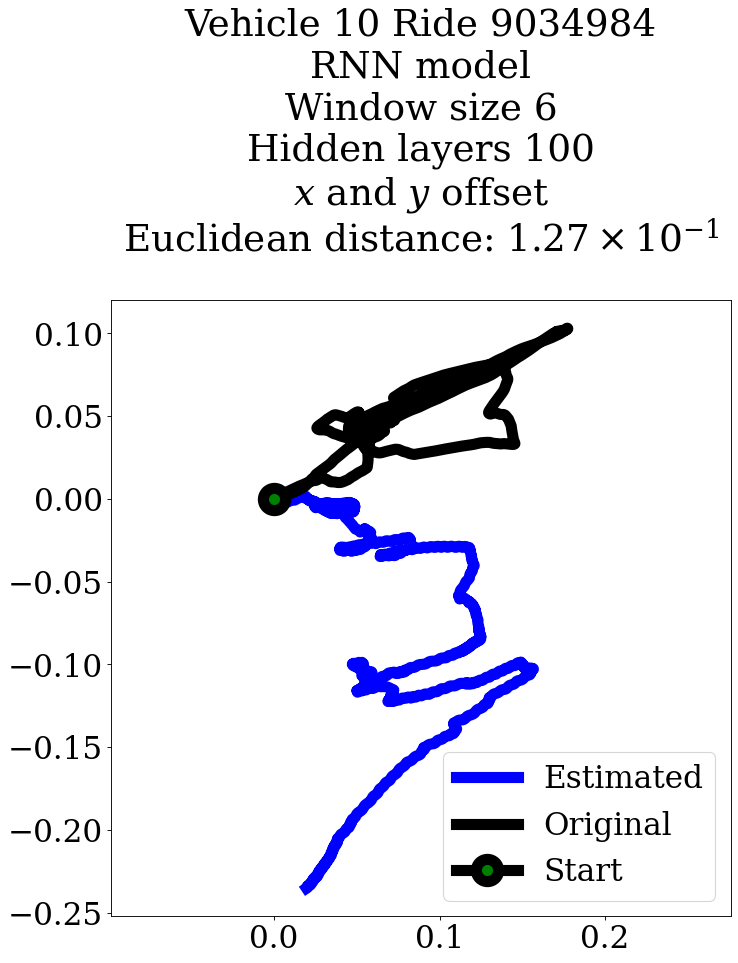 Vehicle 10 Ride 9034984
RNN model
Window size 6
Hidden layers 100
x and y offset
Euclidean distance: 1.27 × 10⁻¹
0.10
0.05
0.00
−0.05
−0.10
−0.15
−0.20
−0.25
0.0 0.1 0.2
Estimated
Original
Start